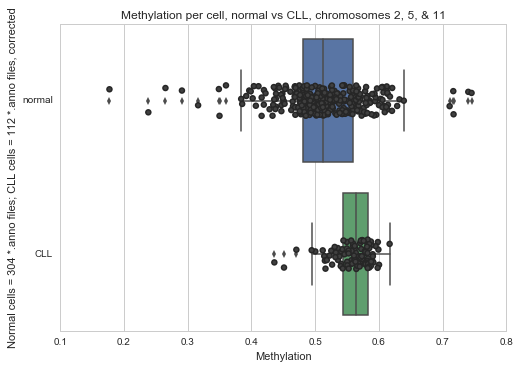 Methylation per cell, normal vs CLL, chromosomes 2, 5, & 11
Normal cells = 304 *.anno files; CLL cells = 112 *.anno files, corrected
normal
CLL
0.1 0.2 0.3 0.4 0.5 0.6 0.7 0.8
Methylation